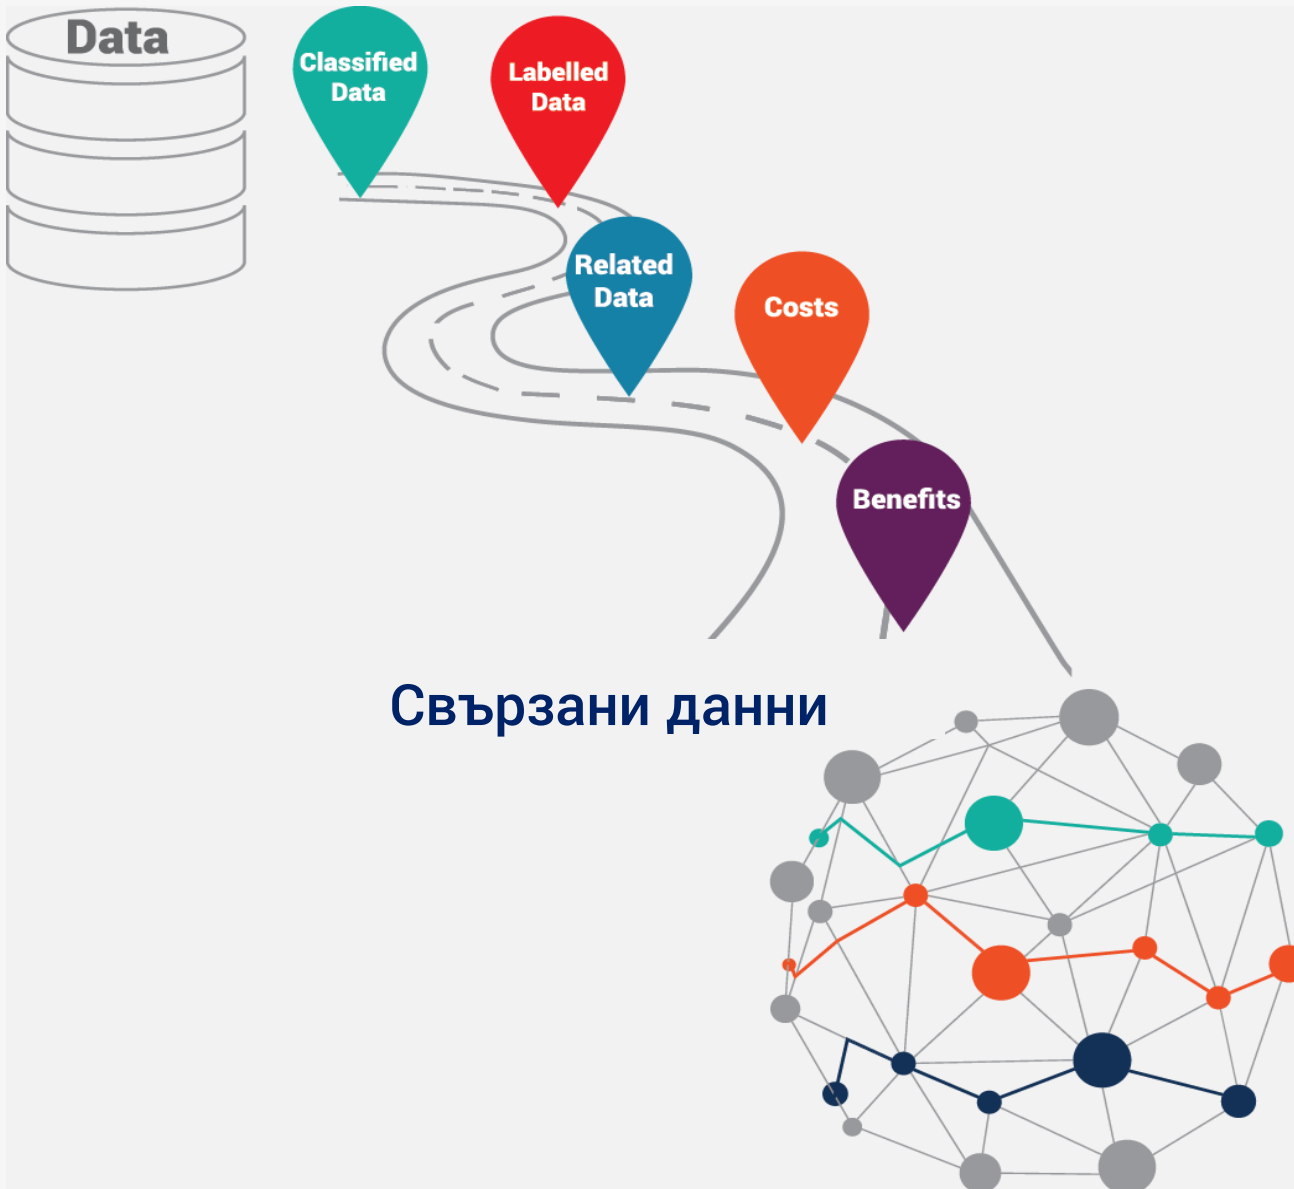 Data
Classified
Data
Labelled
Data
Related
Data
Costs
Benefits
Свързани данни